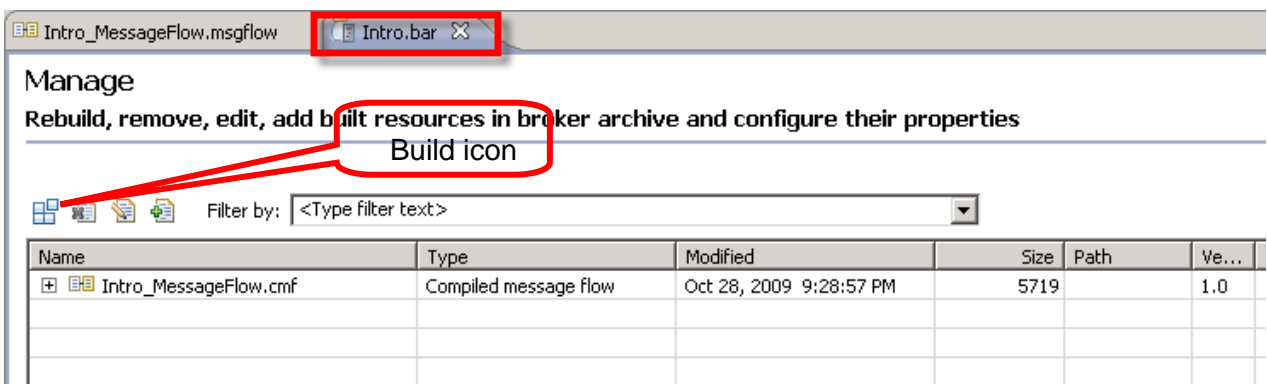 Intro_MessageFlow.msgflow Intro.bar
Manage
Rebuild, remove, edit, add built resources in broker archive and configure their properties
Build icon
Filter by: <Type filter text>
Name Type Modified Size Path Ve...
Intro_MessageFlow.cmf Compiled message flow Oct 28, 2009 9:28:57 PM 5719 1.0